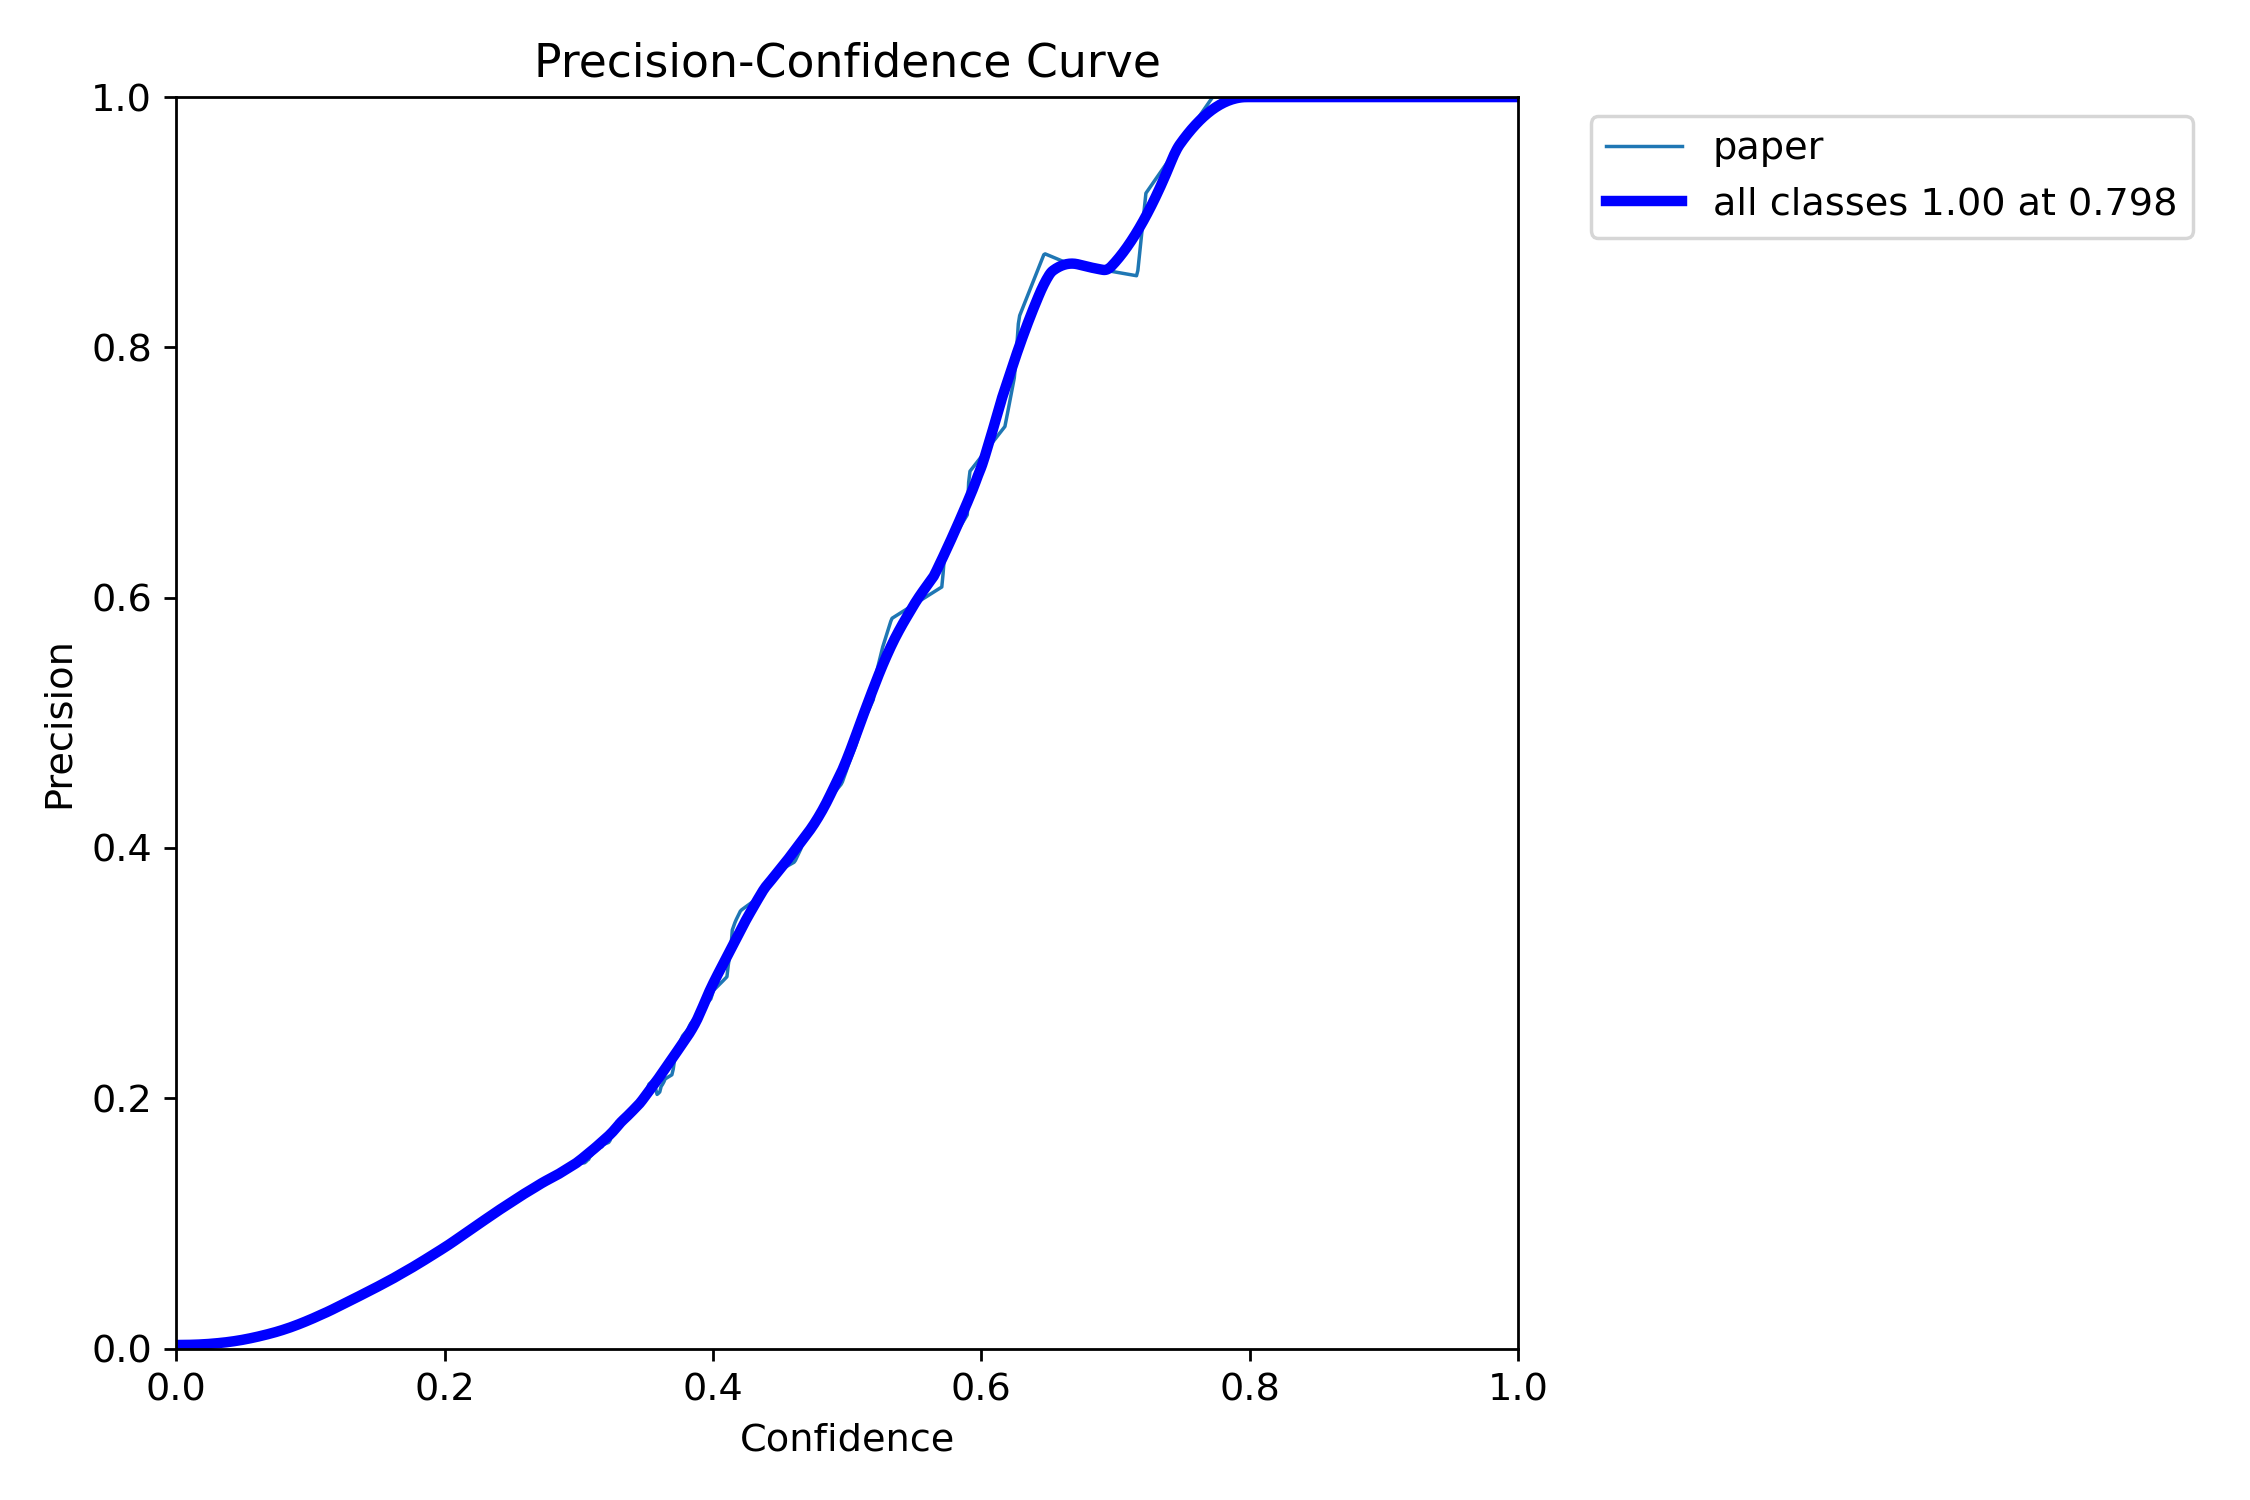 Precision-Confidence Curve
1.0
0.8
0.6
0.4
0.2
0.0
Precision
0.0 0.2 0.4 0.6 0.8 1.0
Confidence
paper
all classes 1.00 at 0.798